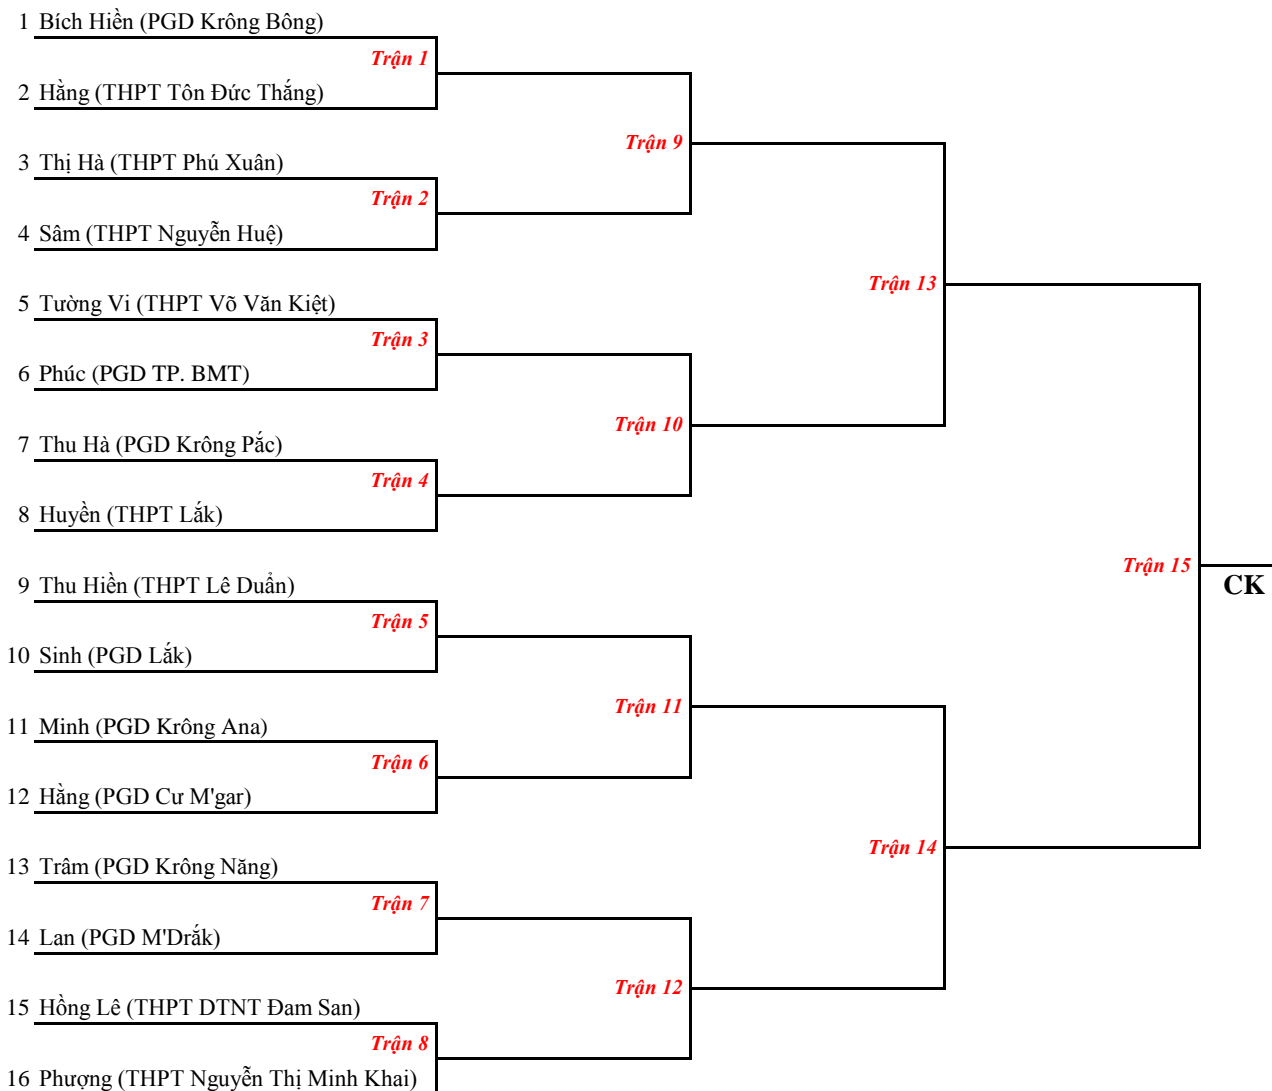 1 Bích Hiền (PGD Krông Bông)
Trận 1
2 Hằng (THPT Tôn Đức Thắng)
Trận 9
3 Thị Hà (THPT Phú Xuân)
Trận 2
4 Sâm (THPT Nguyễn Huệ)
Trận 13
5 Tường Vi (THPT Võ Văn Kiệt)
Trận 3
6 Phúc (PGD TP. BMT)
Trận 10
7 Thu Hà (PGD Krông Pắc)
Trận 4
8 Huyền (THPT Lắk)
Trận 15
CK
9 Thu Hiền (THPT Lê Duẩn)
Trận 5
10 Sinh (PGD Lắk)
Trận 11
11 Minh (PGD Krông Ana)
Trận 6
12 Hằng (PGD Cư M'gar)
Trận 14
13 Trâm (PGD Krông Năng)
Trận 7
14 Lan (PGD M'Drắk)
Trận 12
15 Hồng Lê (THPT DTNT Đam San)
Trận 8
16 Phượng (THPT Nguyễn Thị Minh Khai)